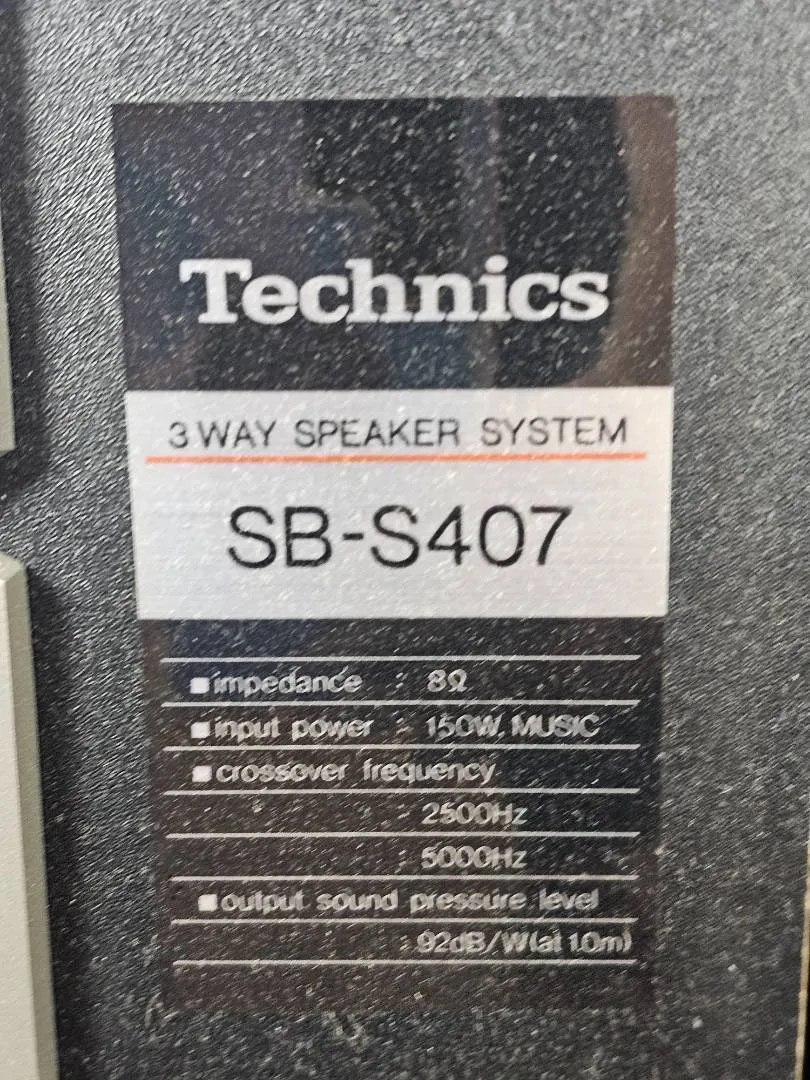 Technics
3 WAY SPEAKER SYSTEM
SB-S407
■impedance : 8Ω
■input power : 150W. MUSIC
■crossover frequency
: 2500Hz
: 5000Hz
■output sound pressure level
: 92dB/W(at 1.0m)